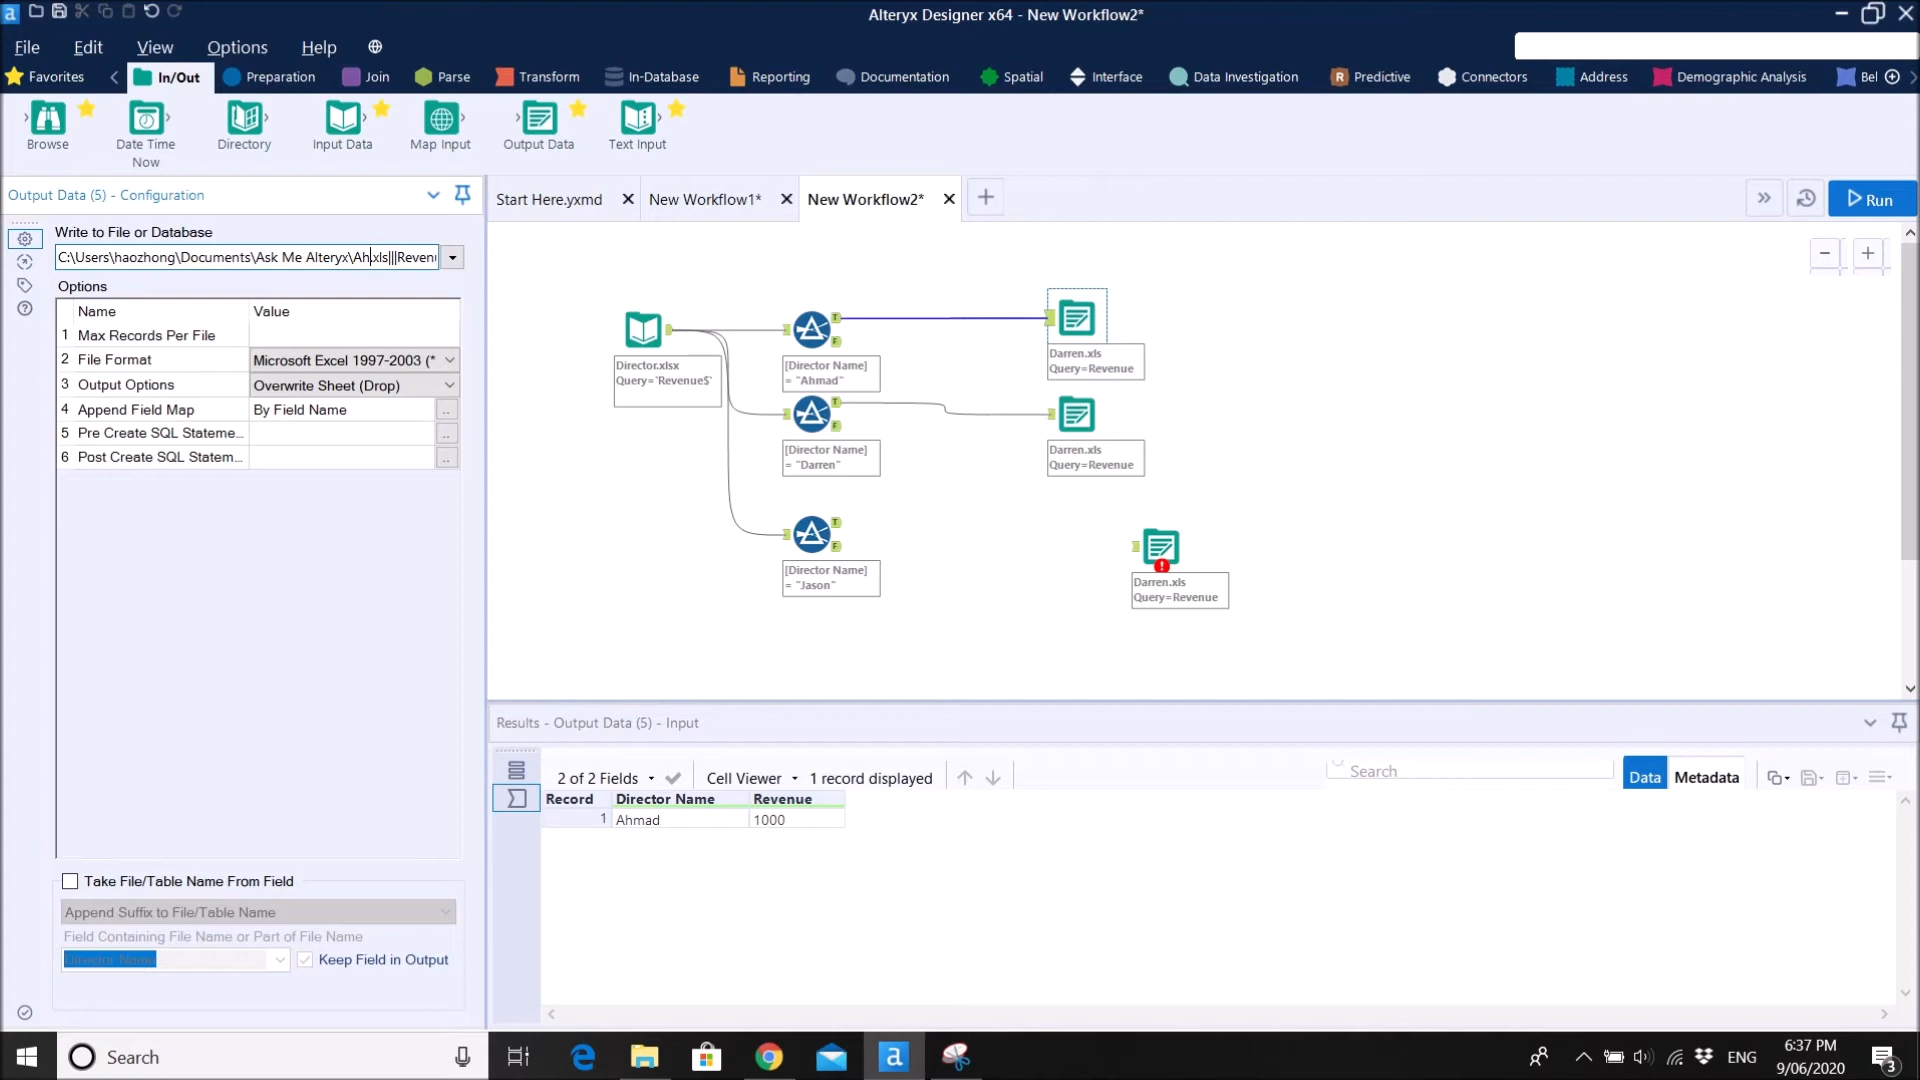 Alteryx Designer x64 - New Workflow2*
File Edit View Options Help
Favorites In/Out Preparation Join Parse Transform In-Database Reporting Documentation Spatial Interface Data Investigation Predictive Connectors Address Demographic Analysis Bel
Browse Date Time Now Directory Input Data Map Input Output Data Text Input
Output Data (5) - Configuration
Start Here.yxmd New Workflow1* New Workflow2* Run
Write to File or Database
C:\Users\haozhong\Documents\Ask Me Alteryx\Ah.xls|||Revenu
Options
Name Value
1 Max Records Per File
2 File Format Microsoft Excel 1997-2003 (*
3 Output Options Overwrite Sheet (Drop)
4 Append Field Map By Field Name
5 Pre Create SQL Stateme...
6 Post Create SQL Statem...
Director.xlsx
Query=`Revenue$`
[Director Name]
= "Ahmad"
Darren.xls
Query=Revenue
[Director Name]
= "Darren"
Darren.xls
Query=Revenue
[Director Name]
= "Jason"
Darren.xls
Query=Revenue
Results - Output Data (5) - Input
2 of 2 Fields Cell Viewer 1 record displayed Search Data Metadata
Record Director Name Revenue
1 Ahmad 1000
Take File/Table Name From Field
Append Suffix to File/Table Name
Field Containing File Name or Part of File Name
Director Name Keep Field in Output
Search
ENG
6:37 PM
9/06/2020
3